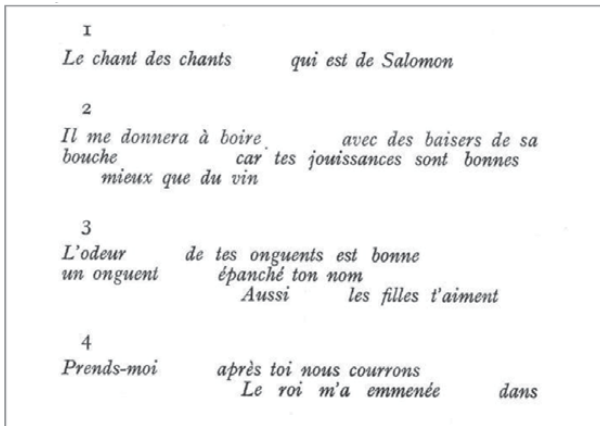 1
Le chant des chants qui est de Salomon
2
Il me donnera à boire avec des baisers de sa
bouche car tes jouissances sont bonnes
mieux que du vin
3
L'odeur de tes onguents est bonne
un onguent épanché ton nom
Aussi les filles t'aiment
4
Prends-moi après toi nous courrons
Le roi m'a emmenée dans